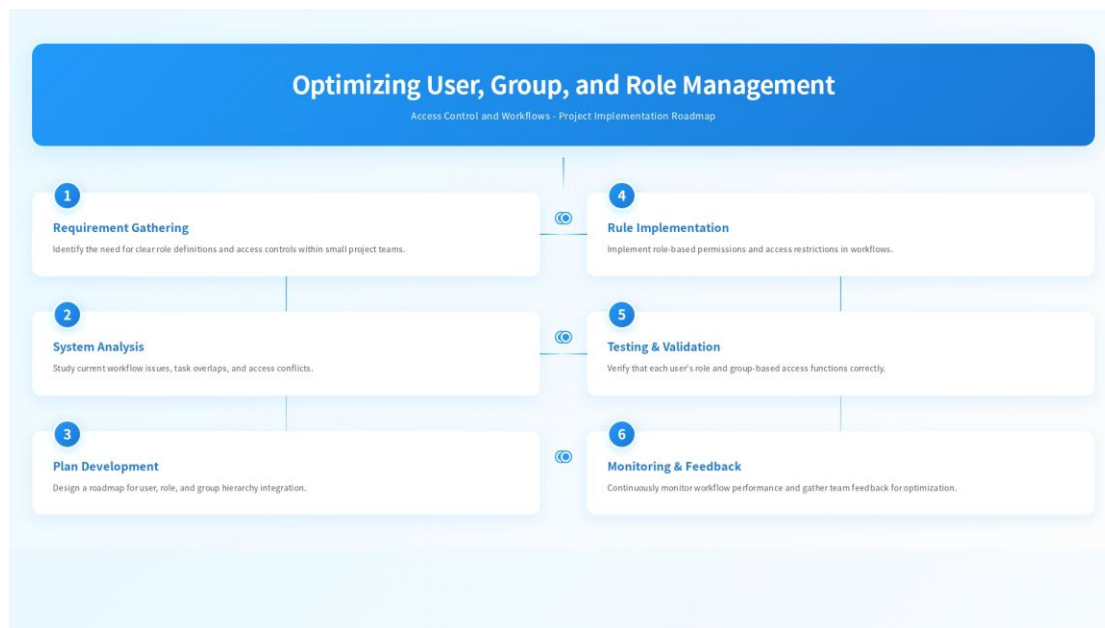 Optimizing User, Group, and Role Management
Access Control and Workflows - Project Implementation Roadmap
1
Requirement Gathering
Identify the need for clear role definitions and access controls within small project teams.
2
System Analysis
Study current workflow issues, task overlaps, and access conflicts.
3
Plan Development
Design a roadmap for user, role, and group hierarchy integration.
4
Rule Implementation
Implement role-based permissions and access restrictions in workflows.
5
Testing & Validation
Verify that each user's role and group-based access functions correctly.
6
Monitoring & Feedback
Continuously monitor workflow performance and gather team feedback for optimization.